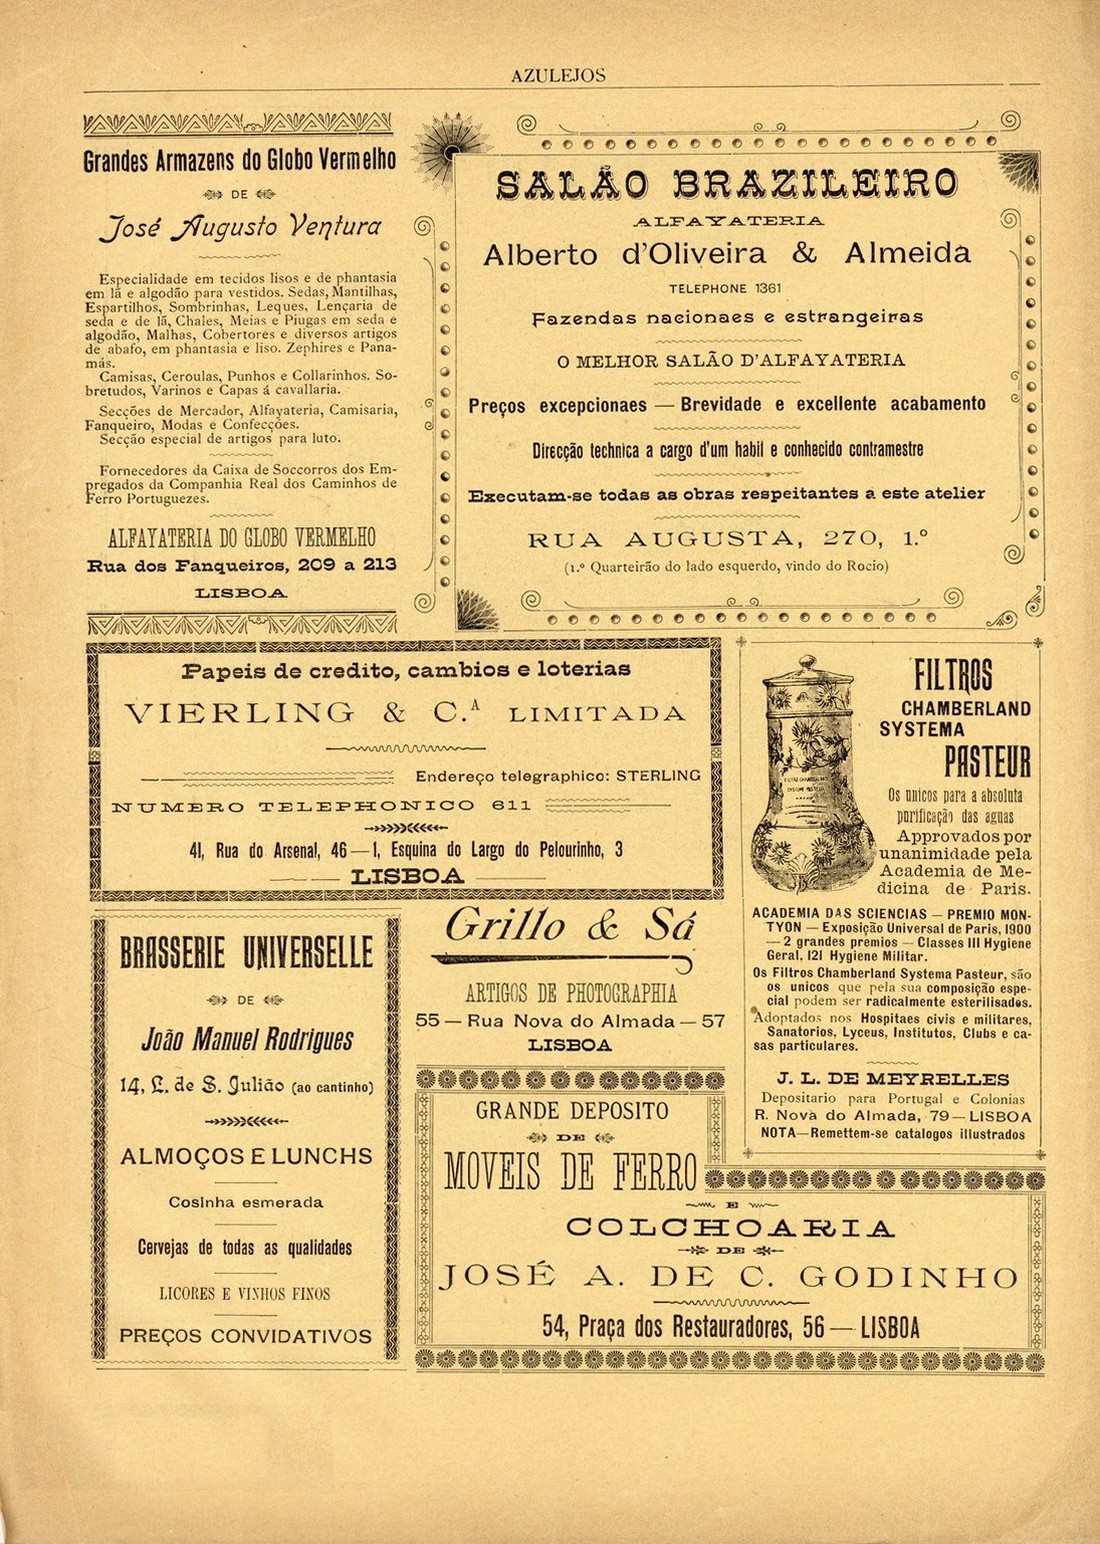 AZULEJOS
Grandes Armazens do Globo Vermelho
DE
José Augusto Ventura
Especialidade em tecidos lisos e de phantasia
em lã e algodão para vestidos. Sedas, Mantilhas,
Espartilhos, Sombrinhas, Leques, Lençaria de
seda e de lã, Chales, Meias e Piugas em seda e
algodão, Malhas, Cobertores e diversos artigos
de abafo, em phantasia e liso. Zephires e Pana-
más.
Camisas, Ceroulas, Punhos e Collarinhos. So-
bretudos, Varinos e Capas á cavallaria.
Secções de Mercador, Alfayateria, Camisaria,
Fanqueiro, Modas e Confecções.
Secção especial de artigos para luto.
Fornecedores da Caixa de Soccorros dos Em-
pregados da Companhia Real dos Caminhos de
Ferro Portuguezes.
ALFAYATERIA DO GLOBO VERMELHO
Rua dos Fanqueiros, 209 a 213
LISBOA
SALÃO BRAZILEIRO
ALFAYATERIA
Alberto d'Oliveira & Almeida
TELEPHONE 1361
Fazendas nacionaes e estrangeiras
O MELHOR SALÃO D'ALFAYATERIA
Preços excepcionaes — Brevidade e excellente acabamento
Direcção technica a cargo d'um habil e conhecido contramestre
Executam-se todas as obras respeitantes a este atelier
RUA AUGUSTA, 270, 1.º
(1.º Quarteirão do lado esquerdo, vindo do Rocio)
Papeis de credito, cambios e loterias
VIERLING & C.A LIMITADA
Endereço telegraphico: STERLING
NUMERO TELEPHONICO 611
41, Rua do Arsenal, 46—1, Esquina do Largo do Pelourinho, 3
LISBOA
FILTROS
CHAMBERLAND
SYSTEMA
PASTEUR
Os unicos para a absoluta
purificação das aguas
Approvados por
unanimidade pela
Academia de Me-
dicina de Paris.
ACADEMIA DAS SCIENCIAS — PREMIO MON-
TYON — Exposição Universal de Paris, 1900
— 2 grandes premios — Classes III Hygiene
Geral, 121 Hygiene Militar.
Os Filtros Chamberland Systema Pasteur, são
os unicos que pela sua composição espe-
cial podem ser radicalmente esterilisados.
Adoptados nos Hospitaes civis e militares,
Sanatorios, Lyceus, Institutos, Clubs e ca-
sas particulares.
J. L. DE MEYRELLES
Depositario para Portugal e Colonias
R. Nova do Almada, 79—LISBOA
NOTA—Remettem-se catalogos illustrados
BRASSERIE UNIVERSELLE
DE
João Manuel Rodrigues
14, L. de S. Julião (ao cantinho)
ALMOÇOS E LUNCHS
Cosinha esmerada
Cervejas de todas as qualidades
LICORES E VINHOS FINOS
PREÇOS CONVIDATIVOS
Grillo & Sá
ARTIGOS DE PHOTOGRAPHIA
55 — Rua Nova do Almada — 57
LISBOA
GRANDE DEPOSITO
DE
MOVEIS DE FERRO
E
COLCHOARIA
DE
JOSÉ A. DE C. GODINHO
54, Praça dos Restauradores, 56 — LISBOA